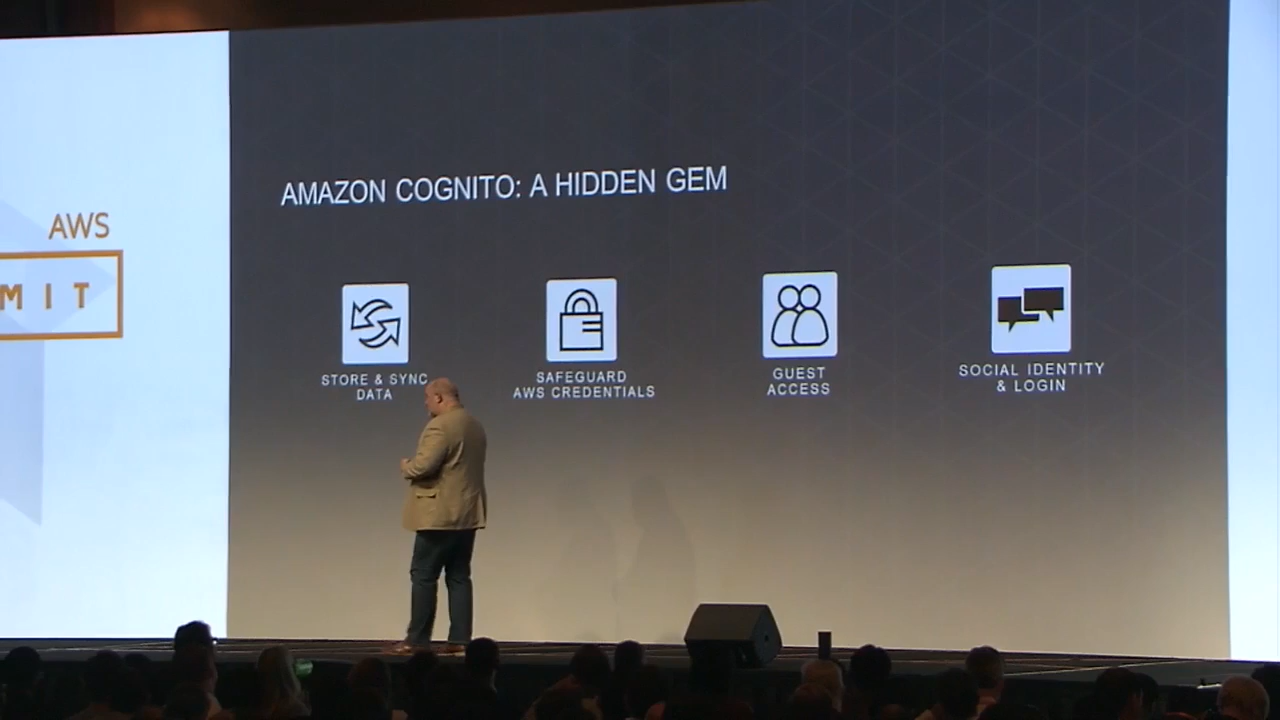 AWS
MIT
AMAZON COGNITO: A HIDDEN GEM
STORE & SYNC
DATA
SAFEGUARD
AWS CREDENTIALS
GUEST
ACCESS
SOCIAL IDENTITY
& LOGIN